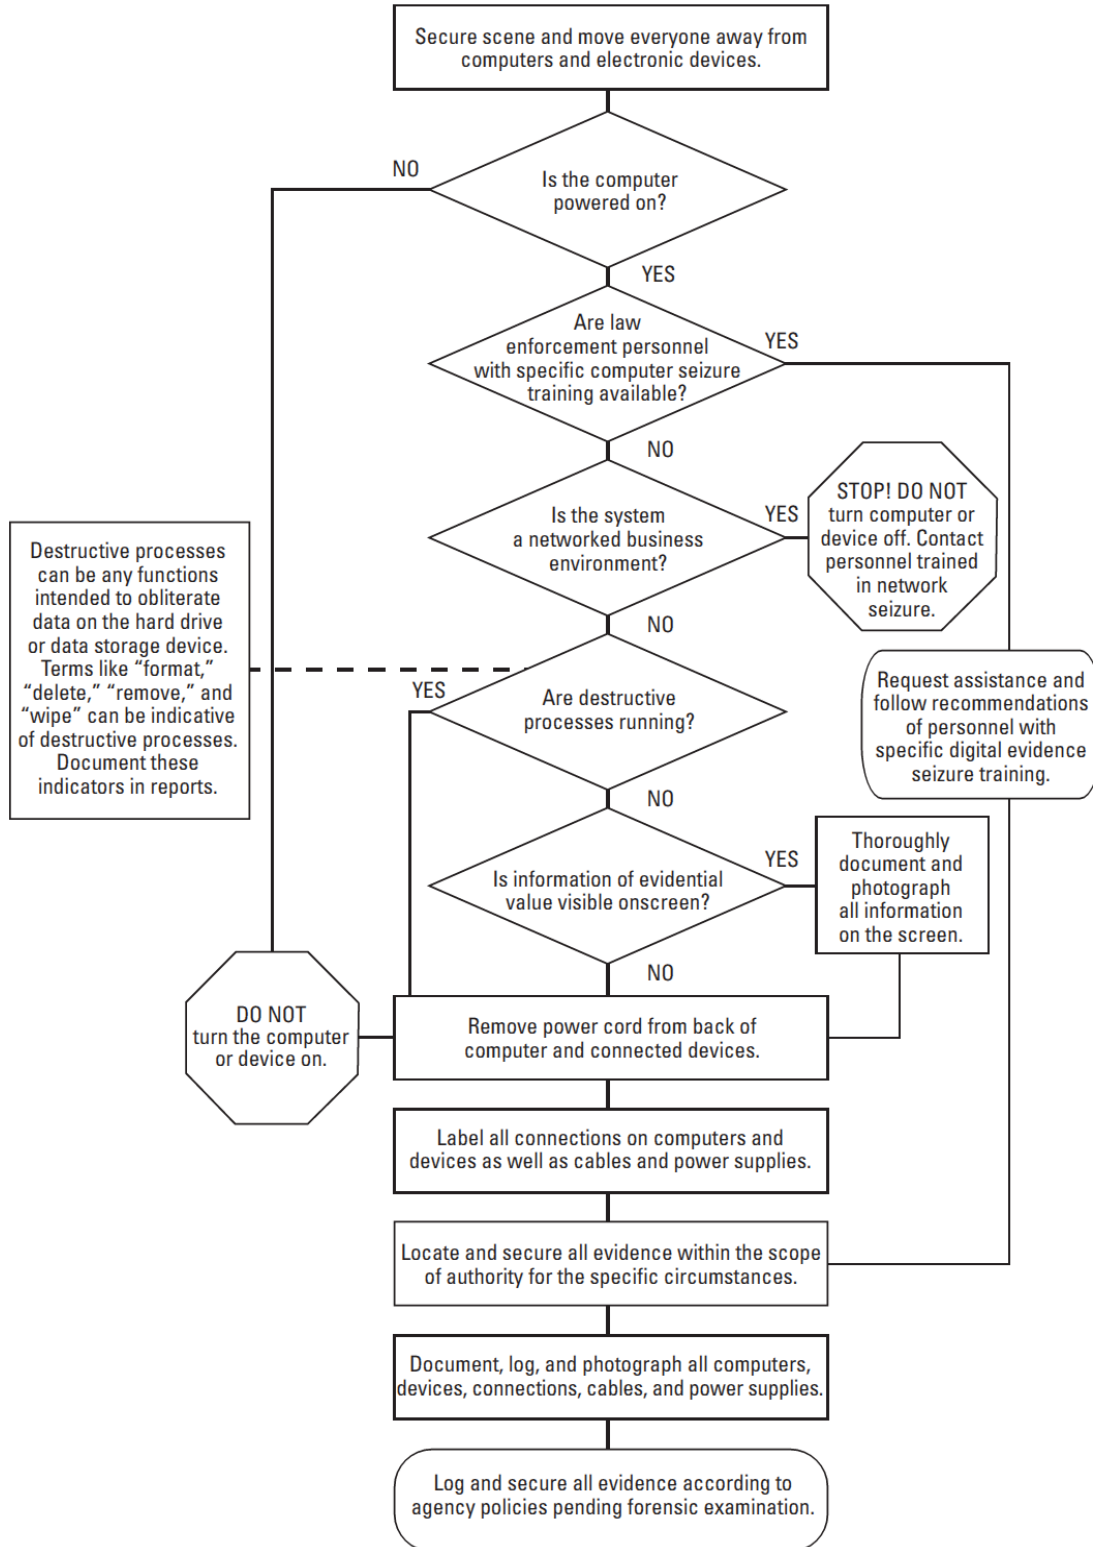 Secure scene and move everyone away from
computers and electronic devices.
NO
Is the computer
powered on?
YES
Are law
enforcement personnel
with specific computer seizure
training available?
YES
NO
Is the system
a networked business
environment?
YES
STOP! DO NOT
turn computer or
device off. Contact
personnel trained
in network
seizure.
NO
Destructive processes
can be any functions
intended to obliterate
data on the hard drive
or data storage device.
Terms like “format,”
“delete,” “remove,” and
“wipe” can be indicative
of destructive processes.
Document these
indicators in reports.
YES
Are destructive
processes running?
Request assistance and
follow recommendations
of personnel with
specific digital evidence
seizure training.
NO
Is information of evidential
value visible onscreen?
YES
Thoroughly
document and
photograph
all information
on the screen.
NO
DO NOT
turn the computer
or device on.
Remove power cord from back of
computer and connected devices.
Label all connections on computers and
devices as well as cables and power supplies.
Locate and secure all evidence within the scope
of authority for the specific circumstances.
Document, log, and photograph all computers,
devices, connections, cables, and power supplies.
Log and secure all evidence according to
agency policies pending forensic examination.